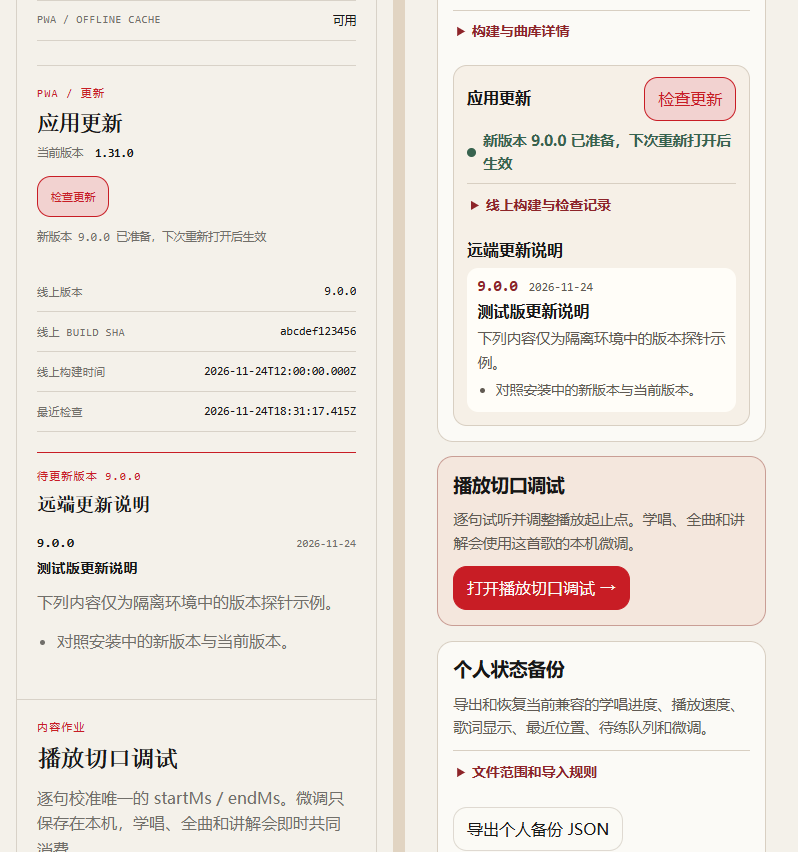 PWA / OFFLINE CACHE 可用
PWA / 更新
应用更新
当前版本 1.31.0
检查更新
新版本 9.0.0 已准备，下次重新打开后生效
线上版本 9.0.0
线上 BUILD SHA abcdef123456
线上构建时间 2026-11-24T12:00:00.000Z
最近检查 2026-11-24T18:31:17.415Z
待更新版本 9.0.0
远端更新说明
9.0.0 2026-11-24
测试版更新说明
下列内容仅为隔离环境中的版本探针示例。
• 对照安装中的新版本与当前版本。
内容作业
播放切口调试
逐句校准唯一的 startMs / endMs。微调只
保存在本机，学唱、全曲和讲解会即时共同
消费
▶ 构建与曲库详情
应用更新
检查更新
新版本 9.0.0 已准备，下次重新打开后
生效
▶ 线上构建与检查记录
远端更新说明
9.0.0 2026-11-24
测试版更新说明
下列内容仅为隔离环境中的版本探针示
例。
• 对照安装中的新版本与当前版本。
播放切口调试
逐句试听并调整播放起止点。学唱、全曲和讲
解会使用这首歌的本机微调。
打开播放切口调试 →
个人状态备份
导出和恢复当前兼容的学唱进度、播放速度、
歌词显示、最近位置、待练队列和微调。
▶ 文件范围和导入规则
导出个人备份 JSON